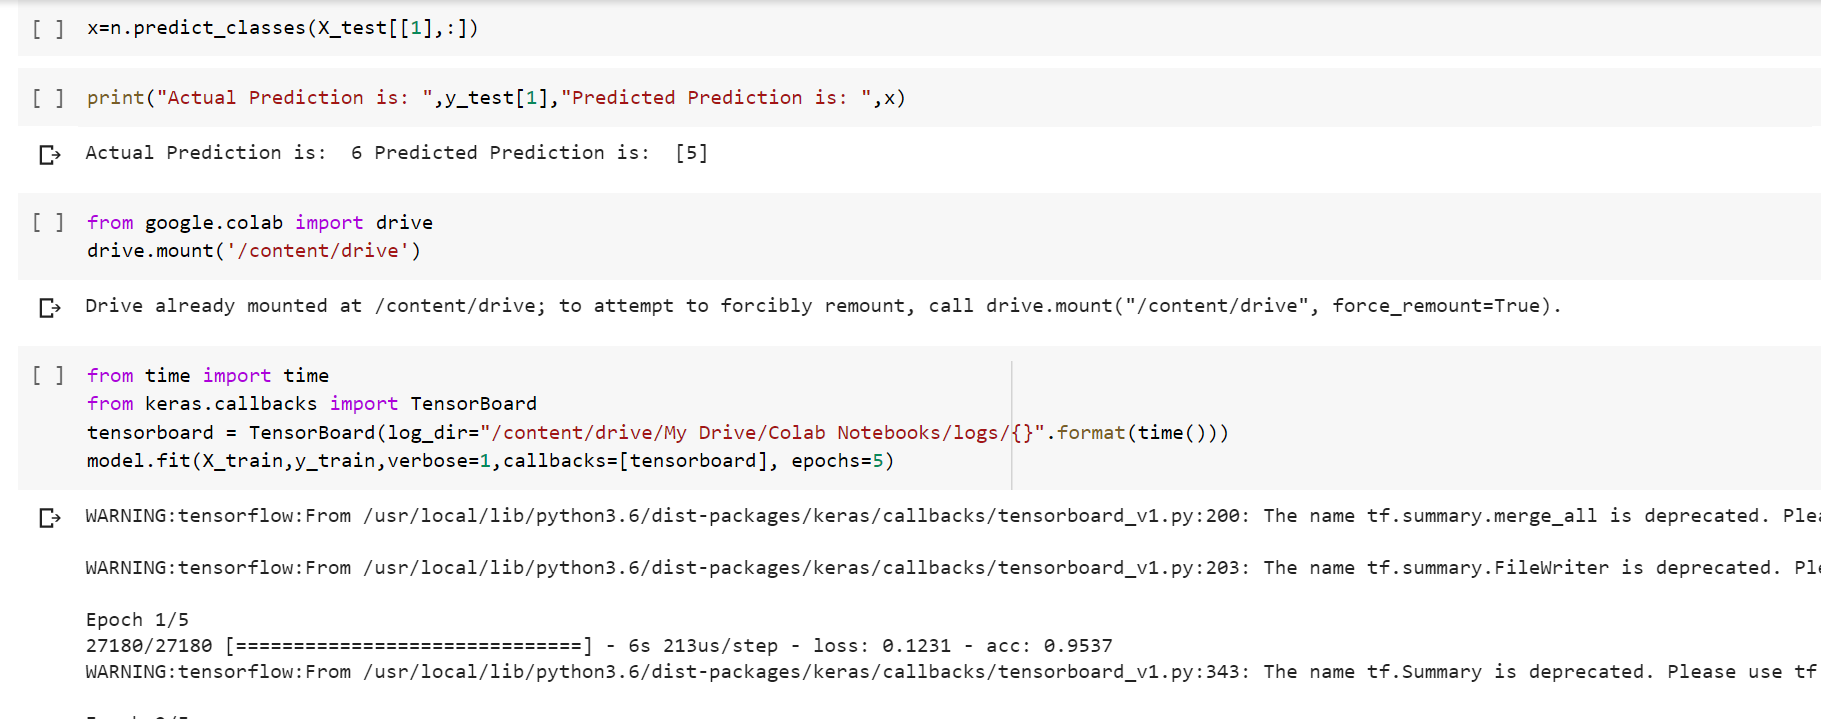 [ ] x=n.predict_classes(X_test[[1],:])
[ ] print("Actual Prediction is: ",y_test[1],"Predicted Prediction is: ",x)
Actual Prediction is:  6 Predicted Prediction is:  [5]
[ ] from google.colab import drive
drive.mount('/content/drive')
Drive already mounted at /content/drive; to attempt to forcibly remount, call drive.mount("/content/drive", force_remount=True).
[ ] from time import time
from keras.callbacks import TensorBoard
tensorboard = TensorBoard(log_dir="/content/drive/My Drive/Colab Notebooks/logs/{}".format(time()))
model.fit(X_train,y_train,verbose=1,callbacks=[tensorboard], epochs=5)
WARNING:tensorflow:From /usr/local/lib/python3.6/dist-packages/keras/callbacks/tensorboard_v1.py:200: The name tf.summary.merge_all is deprecated.
WARNING:tensorflow:From /usr/local/lib/python3.6/dist-packages/keras/callbacks/tensorboard_v1.py:203: The name tf.summary.FileWriter is deprecated.
Epoch 1/5
27180/27180 [==============================] - 6s 213us/step - loss: 0.1231 - acc: 0.9537
WARNING:tensorflow:From /usr/local/lib/python3.6/dist-packages/keras/callbacks/tensorboard_v1.py:343: The name tf.Summary is deprecated. Please use tf